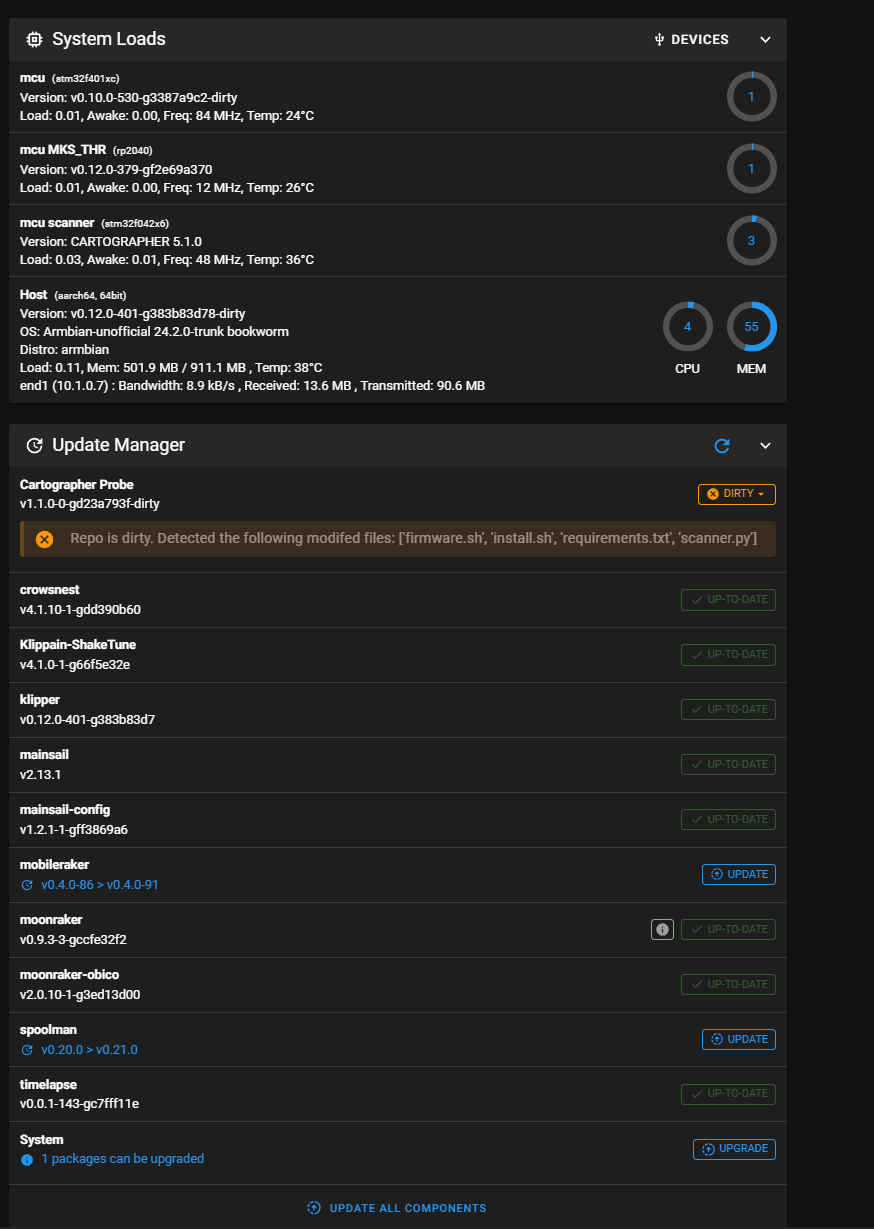 System Loads
DEVICES
mcu (stm32f401xc)
Version: v0.10.0-530-g3387a9c2-dirty
Load: 0.01, Awake: 0.00, Freq: 84 MHz, Temp: 24°C
1
mcu MKS_THR (rp2040)
Version: v0.12.0-379-gf2e69a370
Load: 0.01, Awake: 0.00, Freq: 12 MHz, Temp: 26°C
1
mcu scanner (stm32f042x6)
Version: CARTOGRAPHER 5.1.0
Load: 0.03, Awake: 0.01, Freq: 48 MHz, Temp: 36°C
3
Host (aarch64, 64bit)
Version: v0.12.0-401-g383b83d78-dirty
OS: Armbian-unofficial 24.2.0-trunk bookworm
Distro: armbian
Load: 0.11, Mem: 501.9 MB / 911.1 MB , Temp: 38°C
end1 (10.1.0.7) : Bandwidth: 8.9 kB/s , Received: 13.6 MB , Transmitted: 90.6 MB
4
CPU
55
MEM
Update Manager
Cartographer Probe
v1.1.0-0-gd23a793f-dirty
DIRTY
Repo is dirty. Detected the following modifed files: ['firmware.sh', 'install.sh', 'requirements.txt', 'scanner.py']
crowsnest
v4.1.10-1-gdd390b60
UP-TO-DATE
Klippain-ShakeTune
v4.1.0-1-g66f5e32e
UP-TO-DATE
klipper
v0.12.0-401-g383b83d7
UP-TO-DATE
mainsail
v2.13.1
UP-TO-DATE
mainsail-config
v1.2.1-1-gff3869a6
UP-TO-DATE
mobileraker
v0.4.0-86 > v0.4.0-91
UPDATE
moonraker
v0.9.3-3-gccfe32f2
UP-TO-DATE
moonraker-obico
v2.0.10-1-g3ed13d00
UP-TO-DATE
spoolman
v0.20.0 > v0.21.0
UPDATE
timelapse
v0.0.1-143-gc7fff11e
UP-TO-DATE
System
1 packages can be upgraded
UPGRADE
UPDATE ALL COMPONENTS